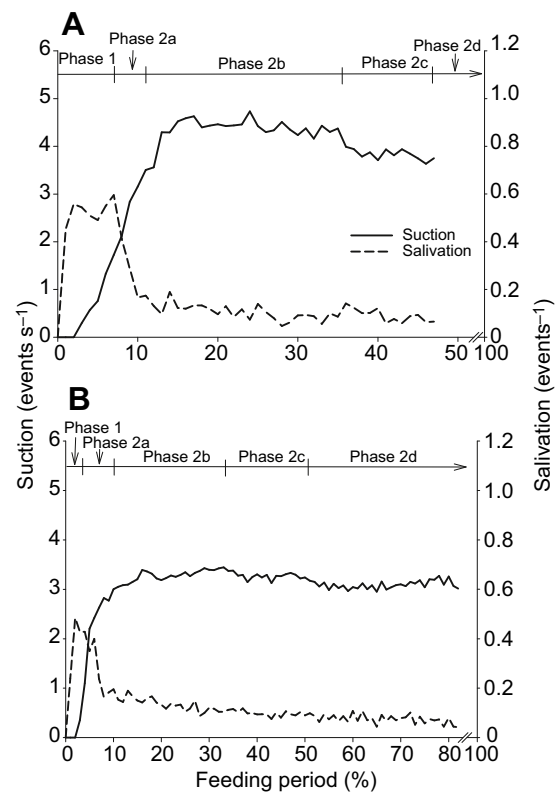 A
Phase 2a
Phase 2d
Phase 1
Phase 2b
Phase 2c
6
5
4
3
2
1
0
1.2
1.0
0.8
0.6
0.4
0.2
0
Suction
Salivation
0 10 20 30 40 50 100
Suction (events s–1)
Salivation (events–1)
B
Phase 1
Phase 2a
Phase 2b
Phase 2c
Phase 2d
6
5
4
3
2
1
0
1.2
1.0
0.8
0.6
0.4
0.2
0
0 10 20 30 40 50 60 70 80 100
Feeding period (%)